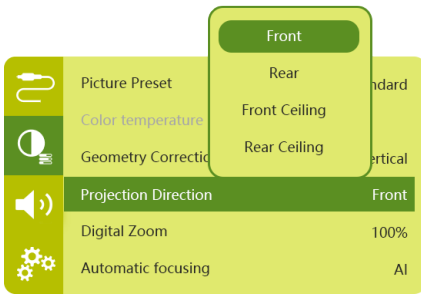 Front
Rear
Front Ceiling
Rear Ceiling
Picture Preset
Color temperature
Projection Direction Front
Digital Zoom 100%
Automatic focusing AI
Geometry